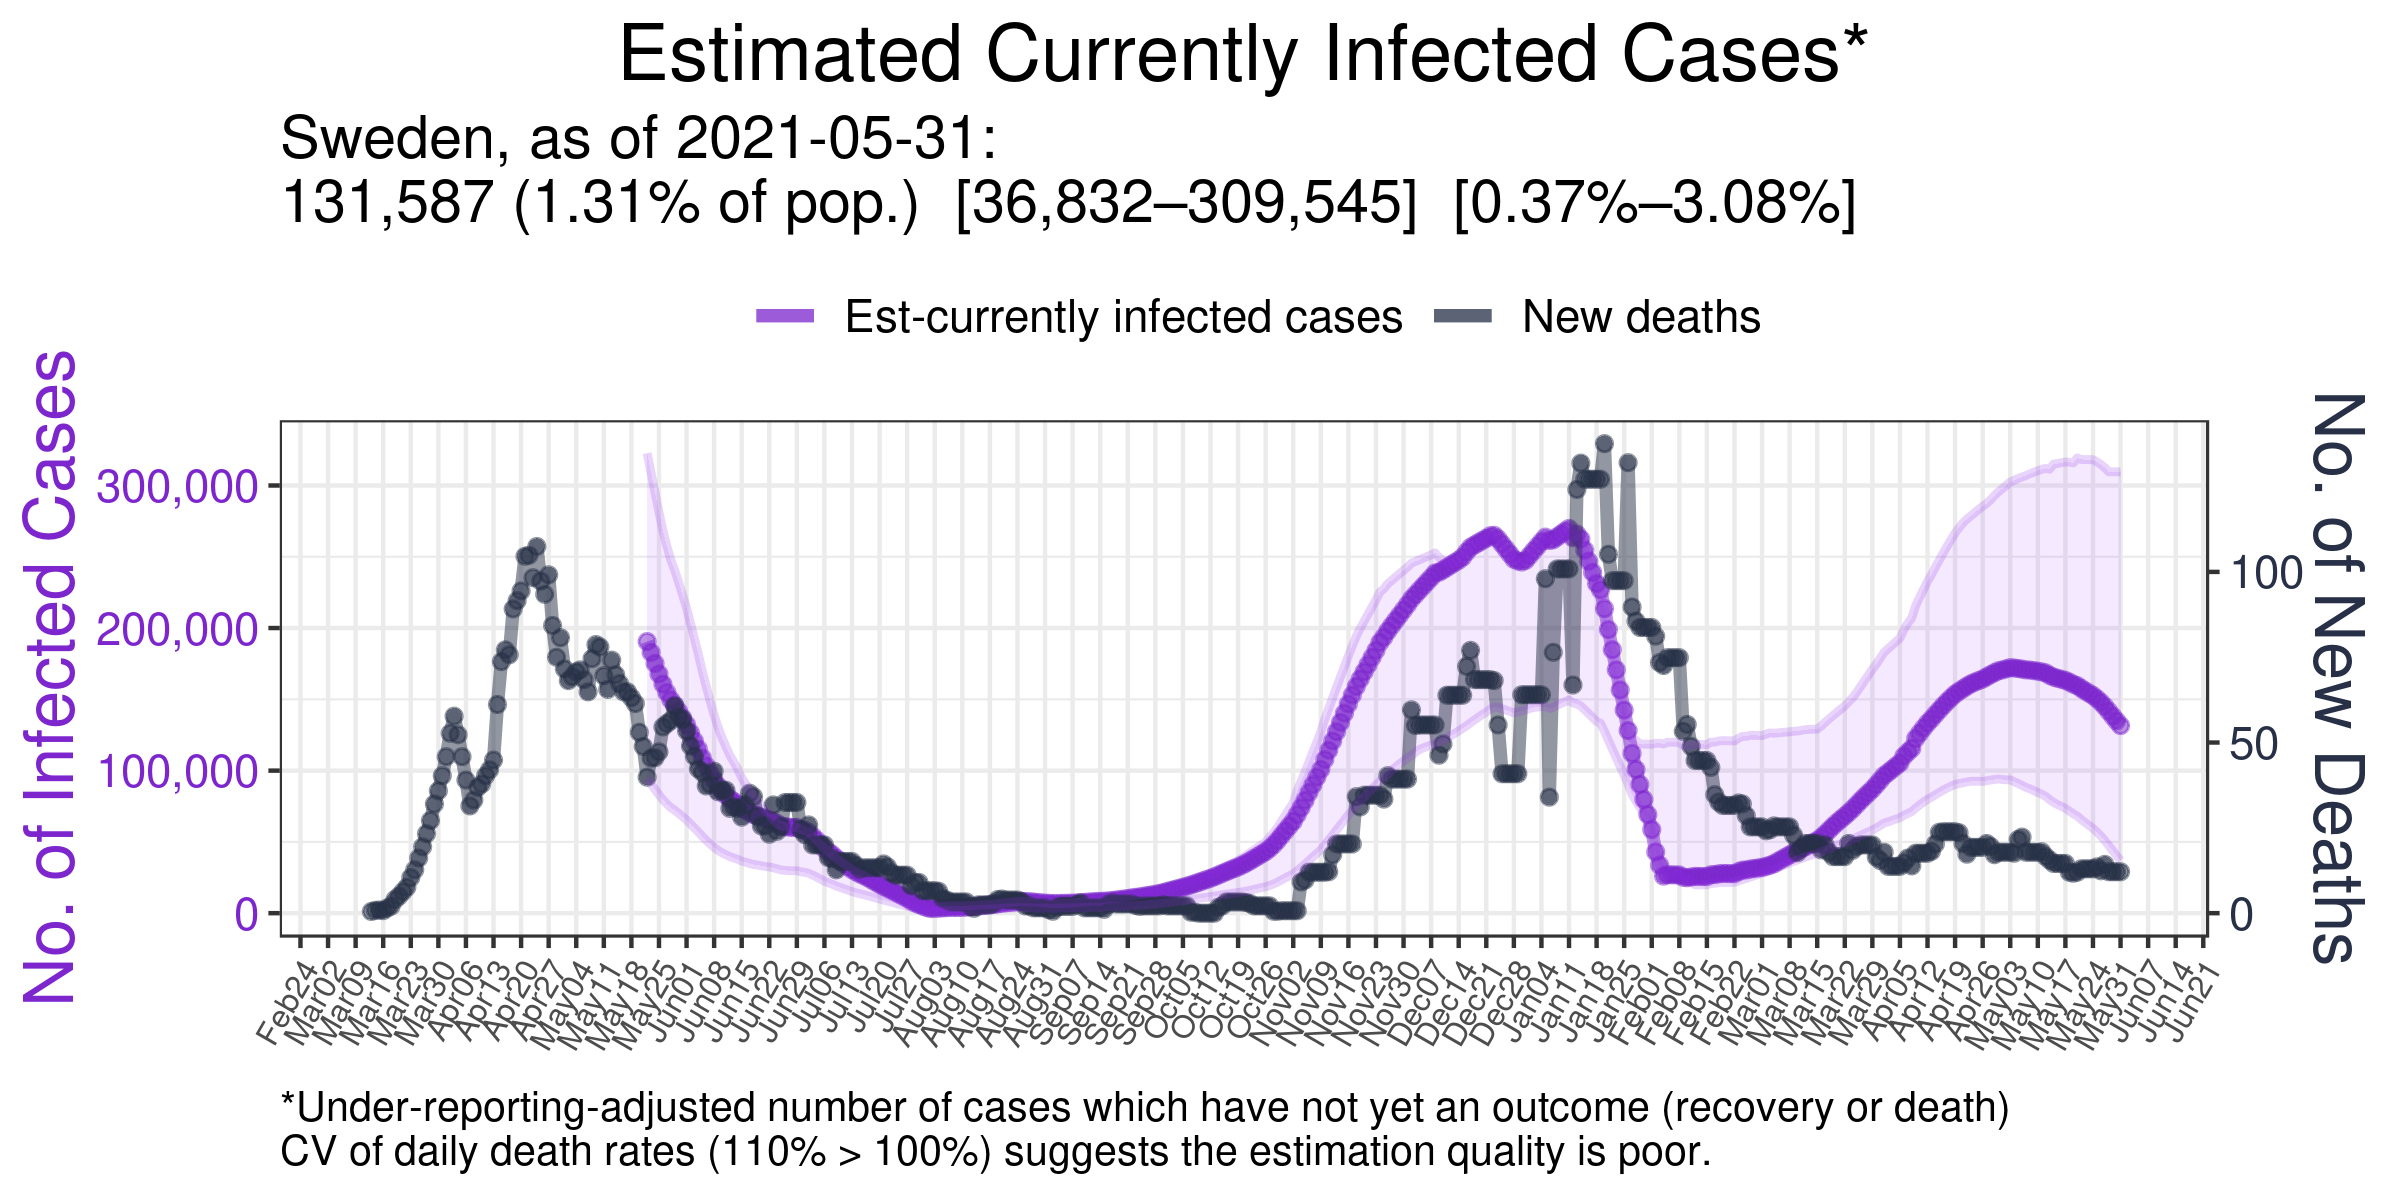 Estimated Currently Infected Cases*
Sweden, as of 2021-05-31:
131,587 (1.31% of pop.)  [36,832–309,545]  [0.37%–3.08%]
Est-currently infected cases
New deaths
No. of Infected Cases
300,000
200,000
100,000
0
No. of New Deaths
100
50
0
Feb24
Mar02
Mar09
Mar16
Mar23
Mar30
Apr06
Apr13
Apr20
Apr27
May04
May11
May18
May25
Jun01
Jun08
Jun15
Jun22
Jun29
Jul06
Jul13
Jul20
Jul27
Aug03
Aug10
Aug17
Aug24
Aug31
Sep07
Sep14
Sep21
Sep28
Oct05
Oct12
Oct19
Oct26
Nov02
Nov09
Nov16
Nov23
Nov30
Dec07
Dec14
Dec21
Dec28
Jan04
Jan11
Jan18
Jan25
Feb01
Feb08
Feb15
Feb22
Mar01
Mar08
Mar15
Mar22
Mar29
Apr05
Apr12
Apr19
Apr26
May03
May10
May17
May24
May31
Jun07
Jun14
Jun21
*Under-reporting-adjusted number of cases which have not yet an outcome (recovery or death)
CV of daily death rates (110% > 100%) suggests the estimation quality is poor.